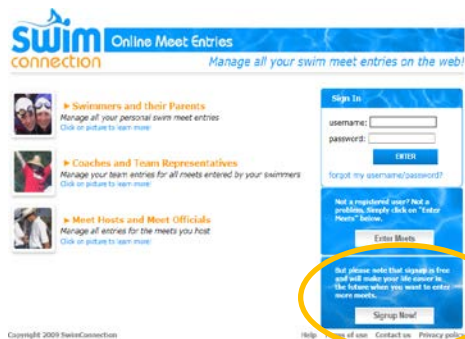 swim connection
Online Meet Entries
Manage all your swim meet entries on the web!
▸Swimmers and their Parents
Manage all your personal swim meet entries
Click on picture to learn more!
▸Coaches and Team Representatives
Manage your team entries for all meets entered by your swimmers
Click on picture to learn more!
▸Meet Hosts and Meet Officials
Manage all entries for the meets you host
Click on picture to learn more!
Sign In
username:
password:
ENTER
forgot my username/password?
Not a registered user? Not a
problem. Simply click on "Enter
Meets" below.
Enter Meets
But please note that signup is free
and will make your life easier in
the future when you want to enter
more meets.
Signup Now!
Copyright 2009 SwimConnection
Help Terms of use Contact us Privacy policy